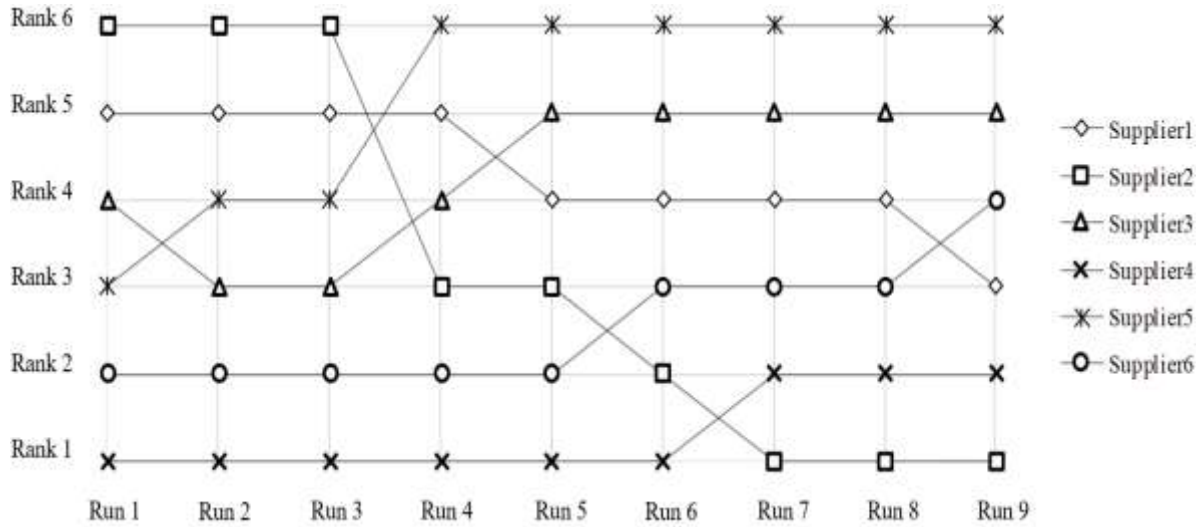 Rank 6
Rank 5
Rank 4
Rank 3
Rank 2
Rank 1
Run 1 Run 2 Run 3 Run 4 Run 5 Run 6 Run 7 Run 8 Run 9
Supplier1
Supplier2
Supplier3
Supplier4
Supplier5
Supplier6